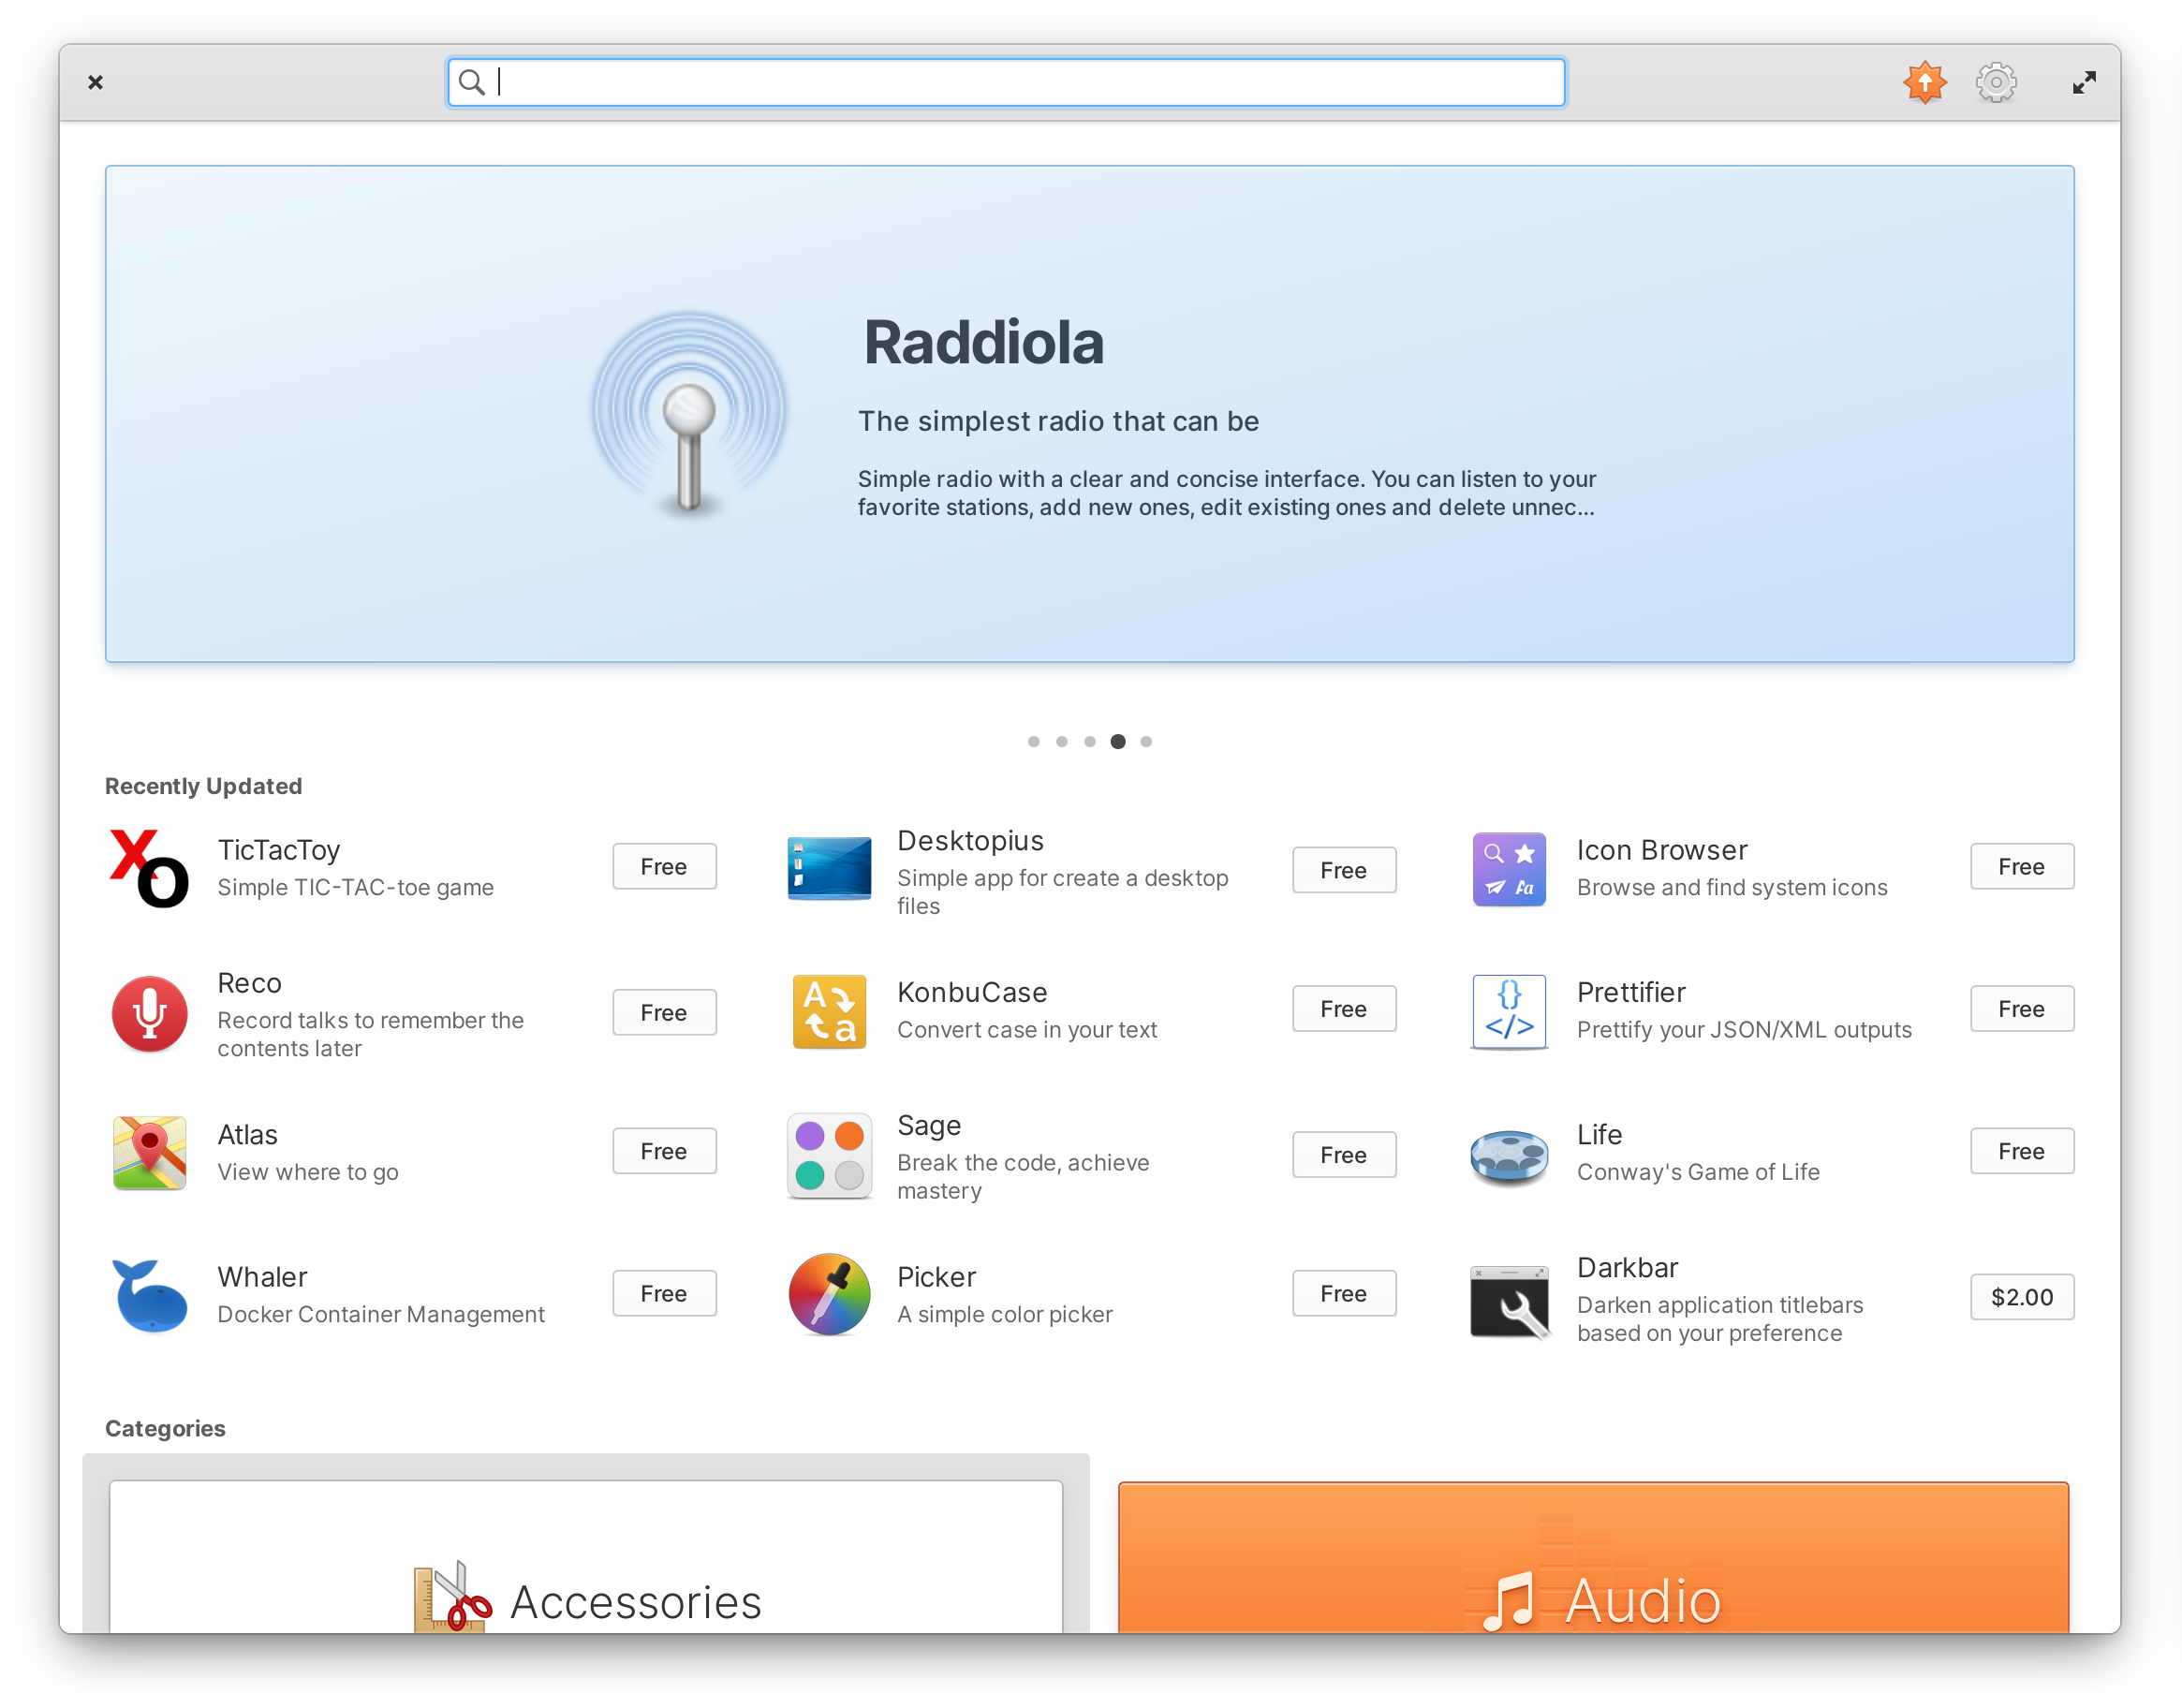 Raddiola
The simplest radio that can be
Simple radio with a clear and concise interface. You can listen to your
favorite stations, add new ones, edit existing ones and delete unnec...
Recently Updated
TicTacToy
Simple TIC-TAC-toe game
Free
Desktopius
Simple app for create a desktop
files
Free
Icon Browser
Browse and find system icons
Free
Reco
Record talks to remember the
contents later
Free
KonbuCase
Convert case in your text
Free
Prettifier
Prettify your JSON/XML outputs
Free
Atlas
View where to go
Free
Sage
Break the code, achieve
mastery
Free
Life
Conway's Game of Life
Free
Whaler
Docker Container Management
Free
Picker
A simple color picker
Free
Darkbar
Darken application titlebars
based on your preference
$2.00
Categories
Accessories
Audio